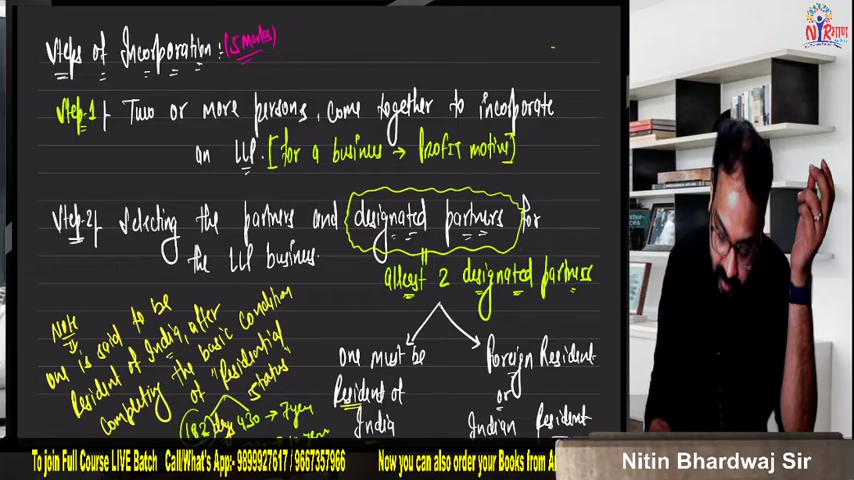 Steps of Incorporation :- (5 Marks)
NIRमाण
Step-1 Two or more persons, come together to incorporate
an LLP. [for a business → Profit motive]
Step-2 Selecting the partners and designated partners for
the LLP business.
atleast 2 designated partners
Note
one is said to be
Resident of India, after
completing the basic condition
of "Residential
Status"
182 days 430 → 7 year
one must be
Resident of
India
Foreign Resident
or
Indian Resident
To join Full Course LIVE Batch Call/What's App:- 9899927617 / 9667357966 Now you can also order your Books from
Nitin Bhardwaj Sir